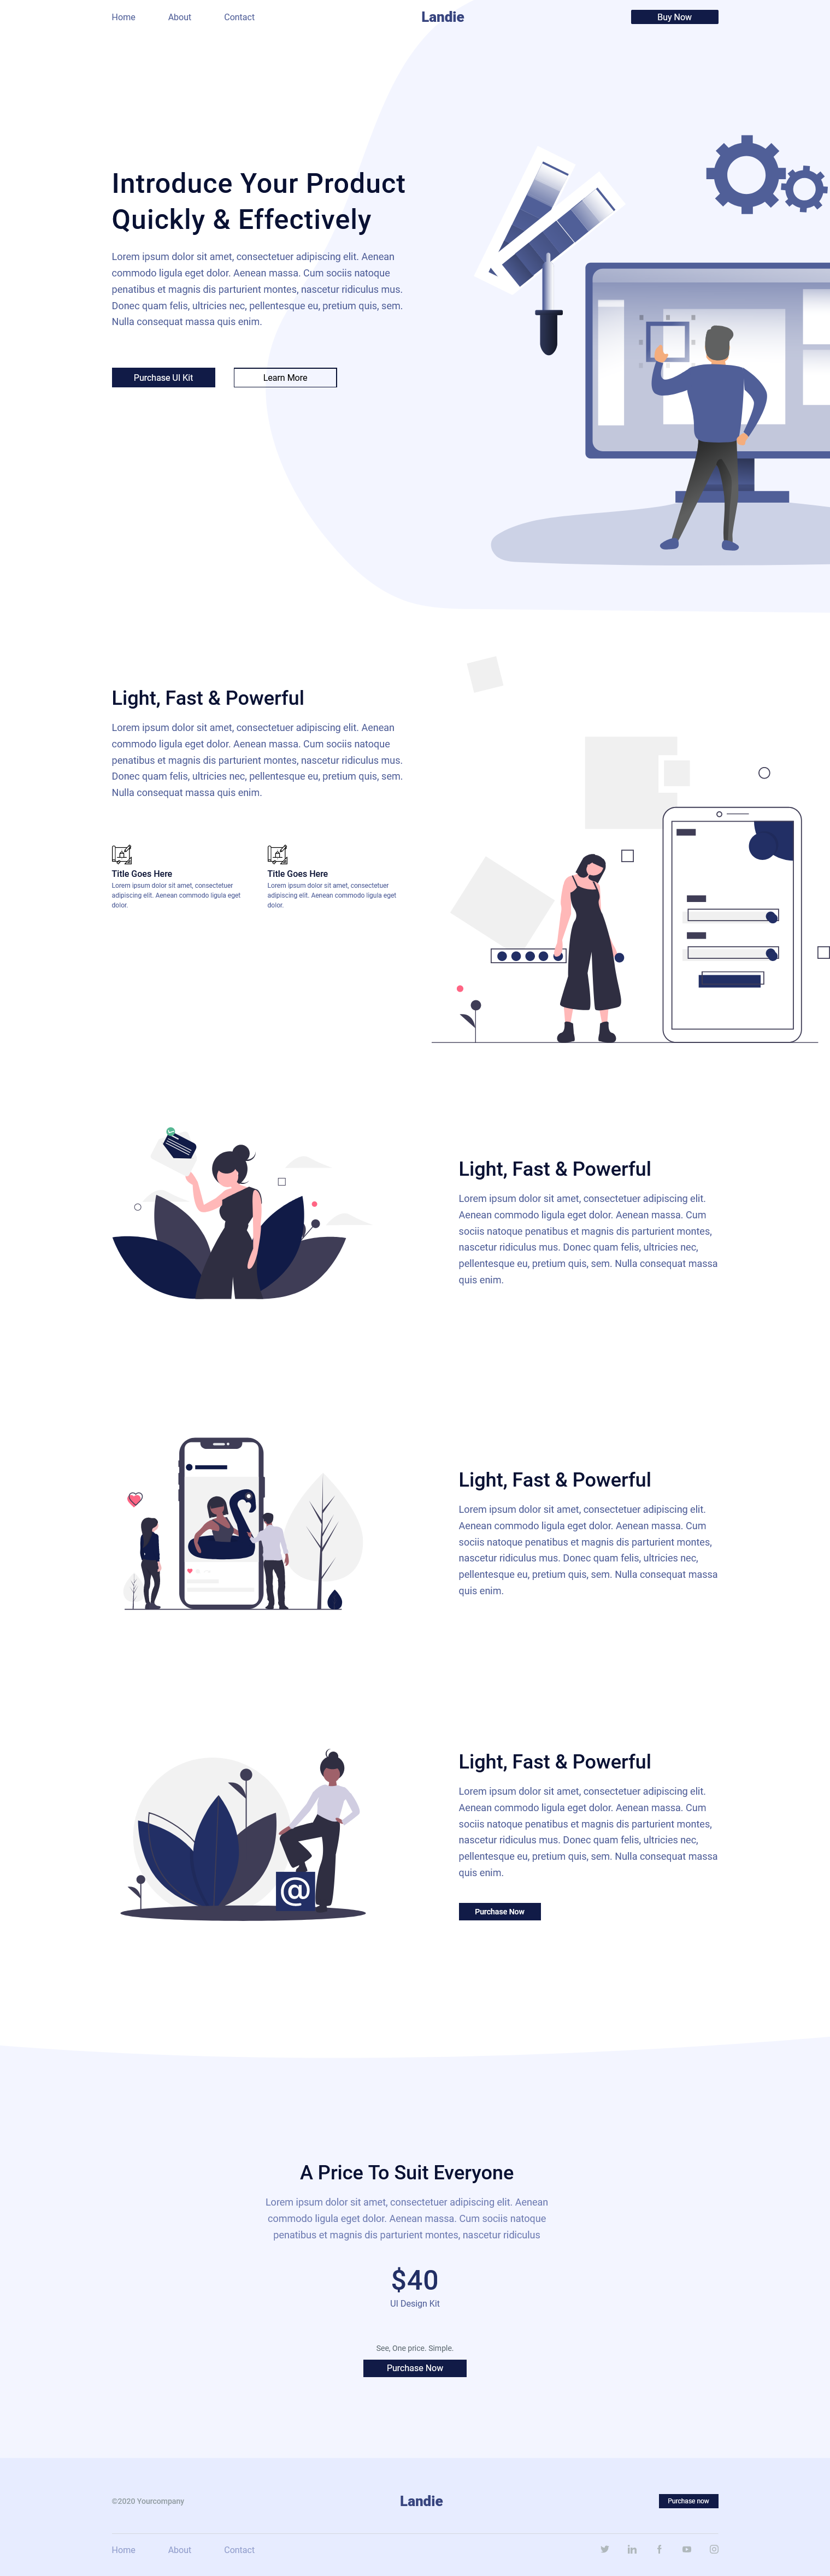 Home About Contact Landie Buy Now
Introduce Your Product
Quickly & Effectively
Lorem ipsum dolor sit amet, consectetuer adipiscing elit. Aenean
commodo ligula eget dolor. Aenean massa. Cum sociis natoque
penatibus et magnis dis parturient montes, nascetur ridiculus mus.
Donec quam felis, ultricies nec, pellentesque eu, pretium quis, sem.
Nulla consequat massa quis enim.
Purchase UI Kit Learn More
Light, Fast & Powerful
Lorem ipsum dolor sit amet, consectetuer adipiscing elit. Aenean
commodo ligula eget dolor. Aenean massa. Cum sociis natoque
penatibus et magnis dis parturient montes, nascetur ridiculus mus.
Donec quam felis, ultricies nec, pellentesque eu, pretium quis, sem.
Nulla consequat massa quis enim.
Title Goes Here
Lorem ipsum dolor sit amet, consectetuer
adipiscing elit. Aenean commodo ligula eget
dolor.
Title Goes Here
Lorem ipsum dolor sit amet, consectetuer
adipiscing elit. Aenean commodo ligula eget
dolor.
Light, Fast & Powerful
Lorem ipsum dolor sit amet, consectetuer adipiscing elit.
Aenean commodo ligula eget dolor. Aenean massa. Cum
sociis natoque penatibus et magnis dis parturient montes,
nascetur ridiculus mus. Donec quam felis, ultricies nec,
pellentesque eu, pretium quis, sem. Nulla consequat massa
quis enim.
Light, Fast & Powerful
Lorem ipsum dolor sit amet, consectetuer adipiscing elit.
Aenean commodo ligula eget dolor. Aenean massa. Cum
sociis natoque penatibus et magnis dis parturient montes,
nascetur ridiculus mus. Donec quam felis, ultricies nec,
pellentesque eu, pretium quis, sem. Nulla consequat massa
quis enim.
Light, Fast & Powerful
Lorem ipsum dolor sit amet, consectetuer adipiscing elit.
Aenean commodo ligula eget dolor. Aenean massa. Cum
sociis natoque penatibus et magnis dis parturient montes,
nascetur ridiculus mus. Donec quam felis, ultricies nec,
pellentesque eu, pretium quis, sem. Nulla consequat massa
quis enim.
@
Purchase Now
A Price To Suit Everyone
Lorem ipsum dolor sit amet, consectetuer adipiscing elit. Aenean
commodo ligula eget dolor. Aenean massa. Cum sociis natoque
penatibus et magnis dis parturient montes, nascetur ridiculus
$40
UI Design Kit
See, One price. Simple.
Purchase Now
©2020 Yourcompany Landie Purchase now
Home About Contact